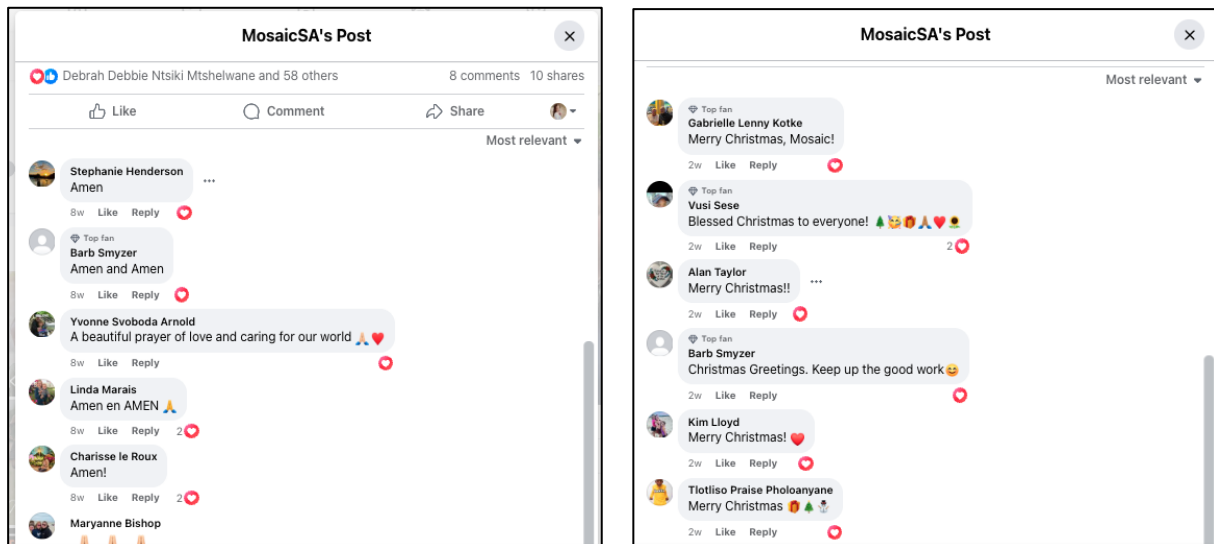 MosaicSA's Post
Debrah Debbie Ntsiki Mtshelwane and 58 others 8 comments 10 shares
Like Comment Share
Most relevant
Stephanie Henderson
Amen
8w Like Reply
Top fan
Barb Smyzer
Amen and Amen
8w Like Reply
Yvonne Svoboda Arnold
A beautiful prayer of love and caring for our world 🙏🏻❤️
8w Like Reply
Linda Marais
Amen en AMEN 🙏
8w Like Reply 2
Charisse le Roux
Amen!
8w Like Reply 2
Maryanne Bishop
🙏🏻 🙏🏻 🙏🏻
MosaicSA's Post
Most relevant
Top fan
Gabrielle Lenny Kotke
Merry Christmas, Mosaic!
2w Like Reply
Top fan
Vusi Sese
Blessed Christmas to everyone! 🎄🥳🎁🙏🏽❤️🌻
2w Like Reply 2
Alan Taylor
Merry Christmas!!
2w Like Reply
Top fan
Barb Smyzer
Christmas Greetings. Keep up the good work😊
2w Like Reply
Kim Lloyd
Merry Christmas! ❤️
2w Like Reply
Tlotliso Praise Pholoanyane
Merry Christmas 🎁🎄⛄
2w Like Reply